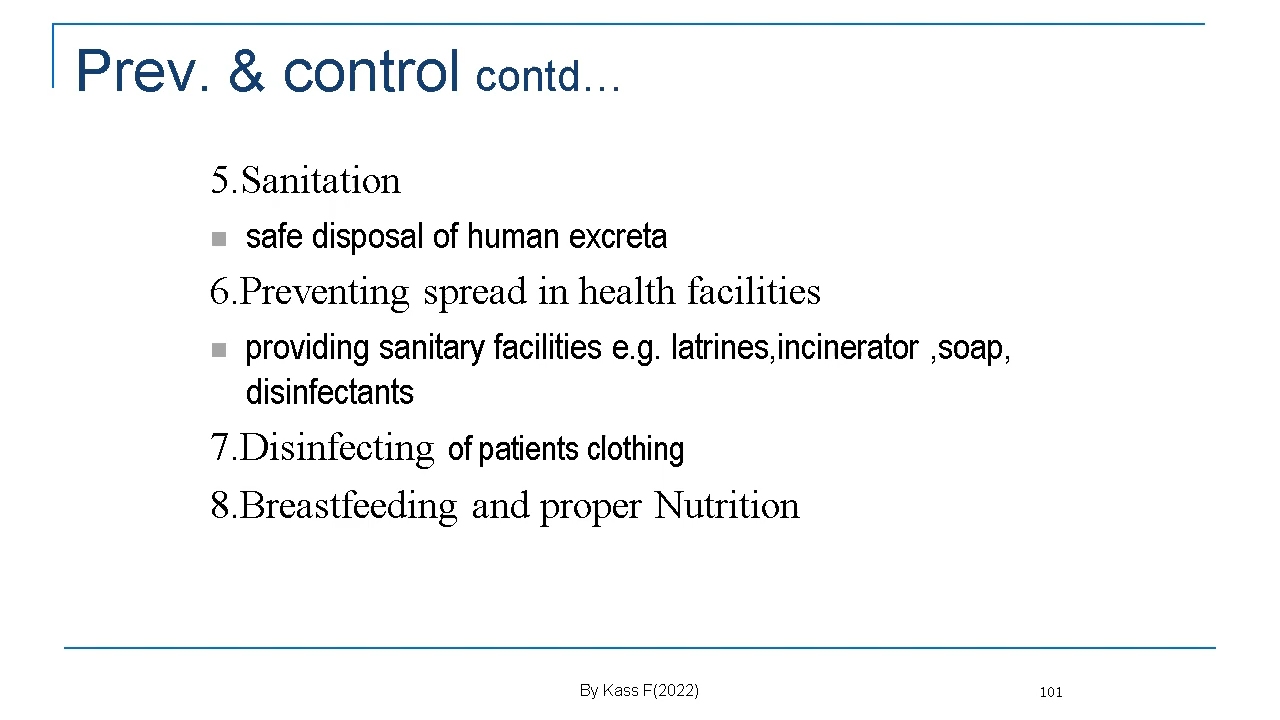 Prev. & control contd…
5.Sanitation
safe disposal of human excreta
6.Preventing spread in health facilities
providing sanitary facilities e.g. latrines,incinerator ,soap,
disinfectants
7.Disinfecting of patients clothing
8.Breastfeeding and proper Nutrition
By Kass F(2022)
101